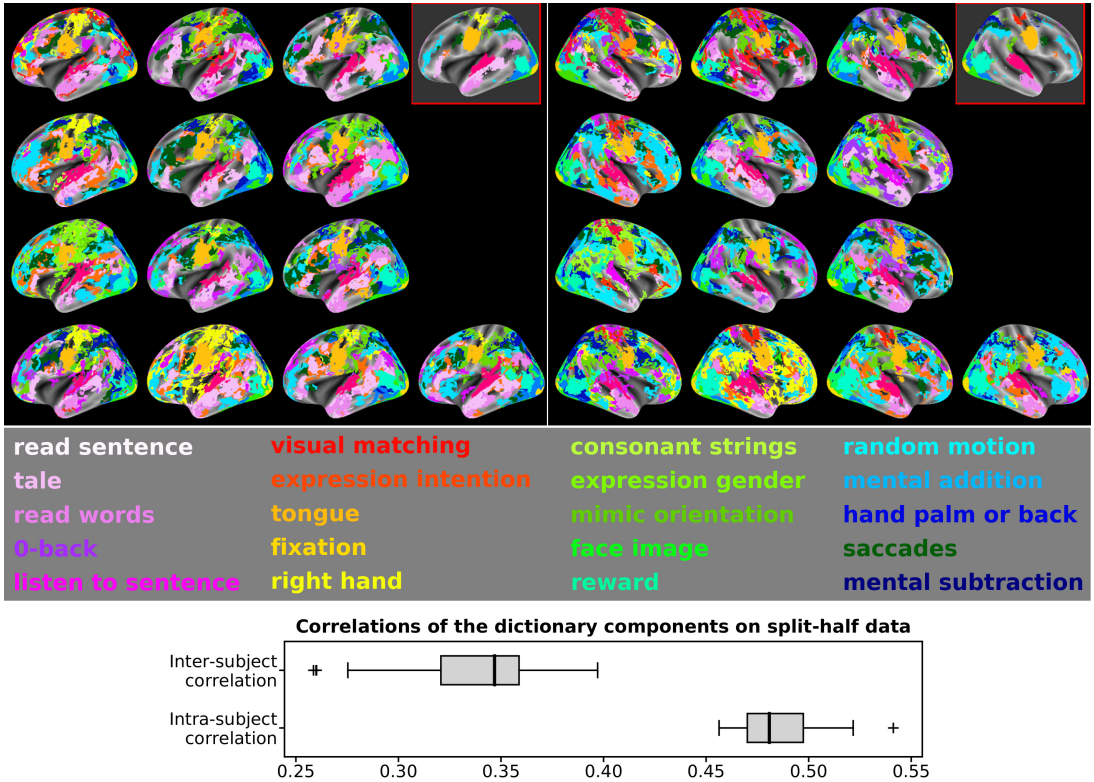 read sentence
visual matching
consonant strings
random motion
tale
expression intention
expression gender
mental addition
read words
tongue
mimic orientation
hand palm or back
0-back
fixation
face image
saccades
listen to sentence
right hand
reward
mental subtraction
Correlations of the dictionary components on split-half data
Inter-subject
correlation
Intra-subject
correlation
0.25 0.30 0.35 0.40 0.45 0.50 0.55